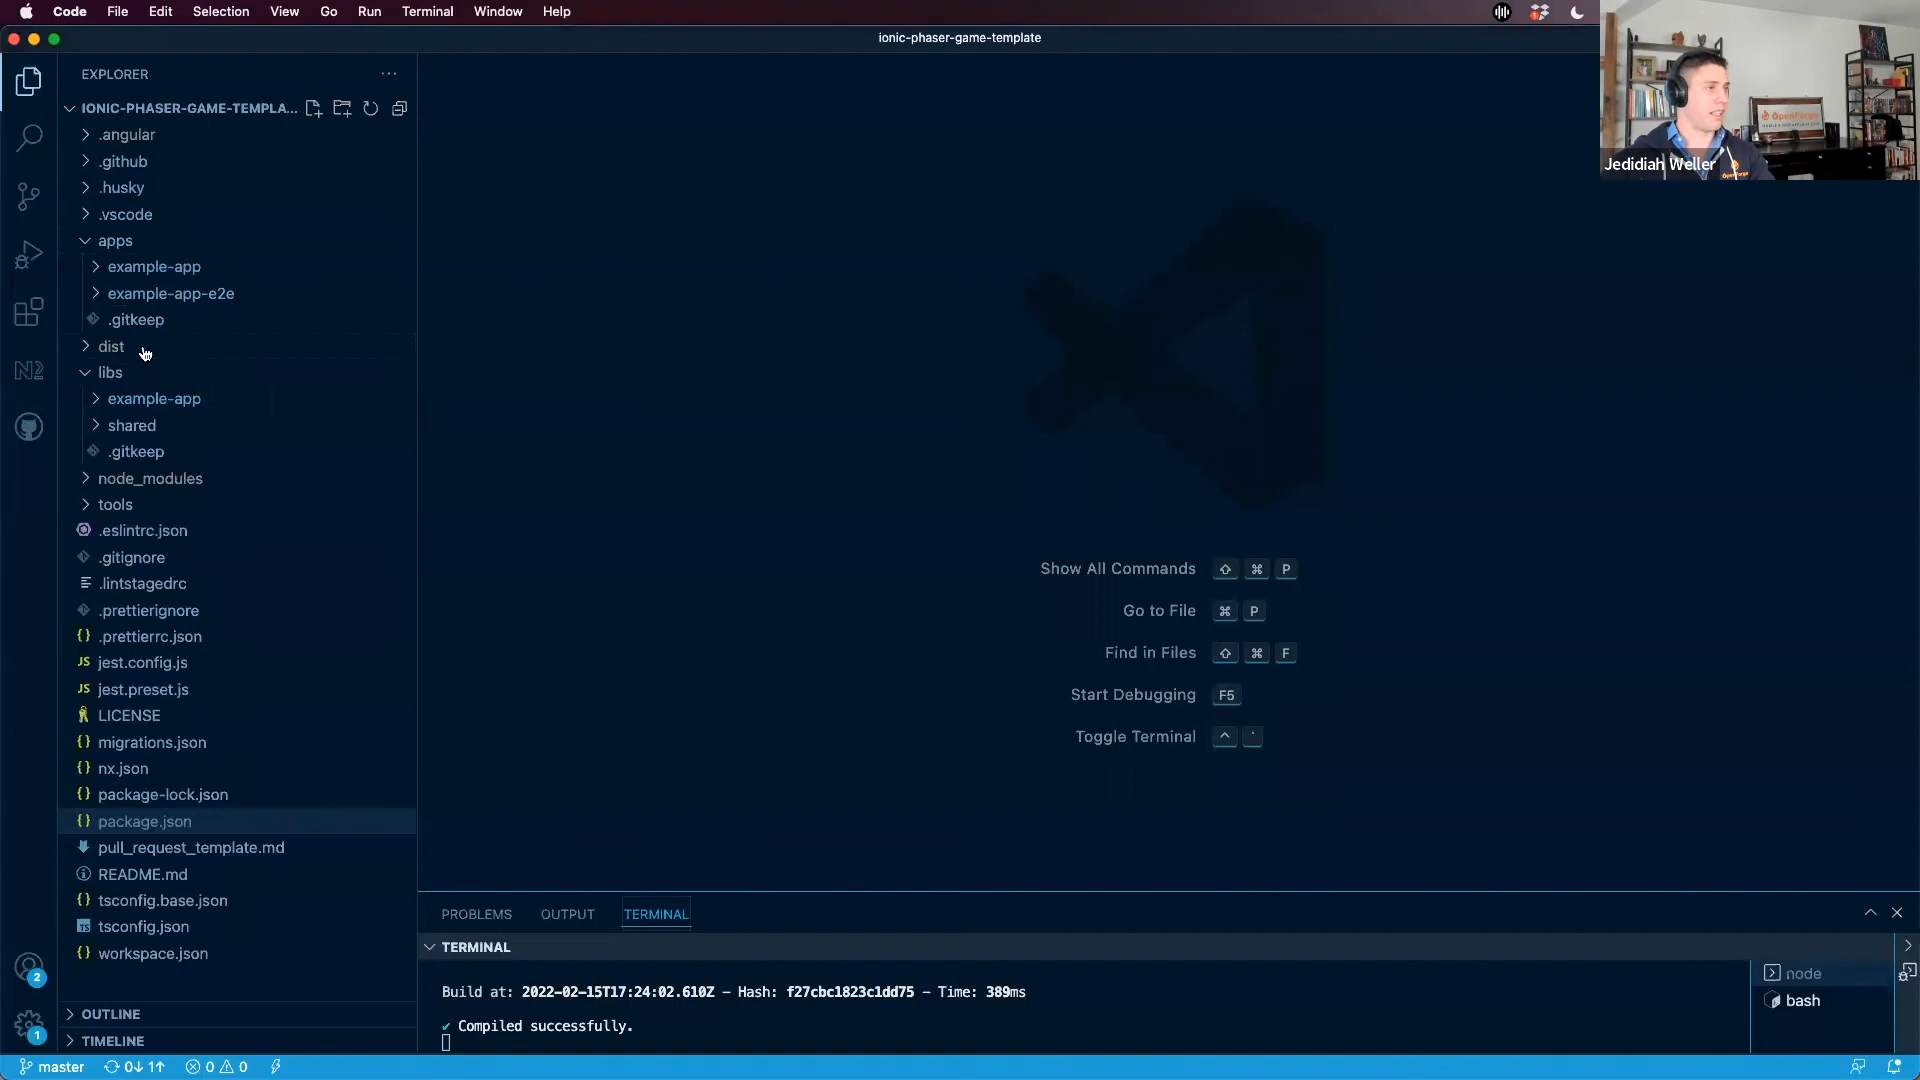 Code File Edit Selection View Go Run Terminal Window Help
ionic-phaser-game-template
EXPLORER
IONIC-PHASER-GAME-TEMPLA...
.angular
.github
.husky
.vscode
apps
example-app
example-app-e2e
.gitkeep
dist
libs
example-app
shared
.gitkeep
node_modules
tools
.eslintrc.json
.gitignore
.lintstagedrc
.prettierignore
{} .prettierrc.json
JS jest.config.js
JS jest.preset.js
LICENSE
{} migrations.json
{} nx.json
{} package-lock.json
{} package.json
pull_request_template.md
README.md
{} tsconfig.base.json
TS tsconfig.json
{} workspace.json
OUTLINE
TIMELINE
2
1
Show All Commands ⇧ ⌘ P
Go to File ⌘ P
Find in Files ⇧ ⌘ F
Start Debugging F5
Toggle Terminal ^ `
PROBLEMS OUTPUT TERMINAL
TERMINAL
Build at: 2022-02-15T17:24:02.610Z - Hash: f27cbc1823c1dd75 - Time: 389ms
✔ Compiled successfully.
node
bash
master 0↓ 1↑ 0 0
OpenForge
Jedidiah Weller